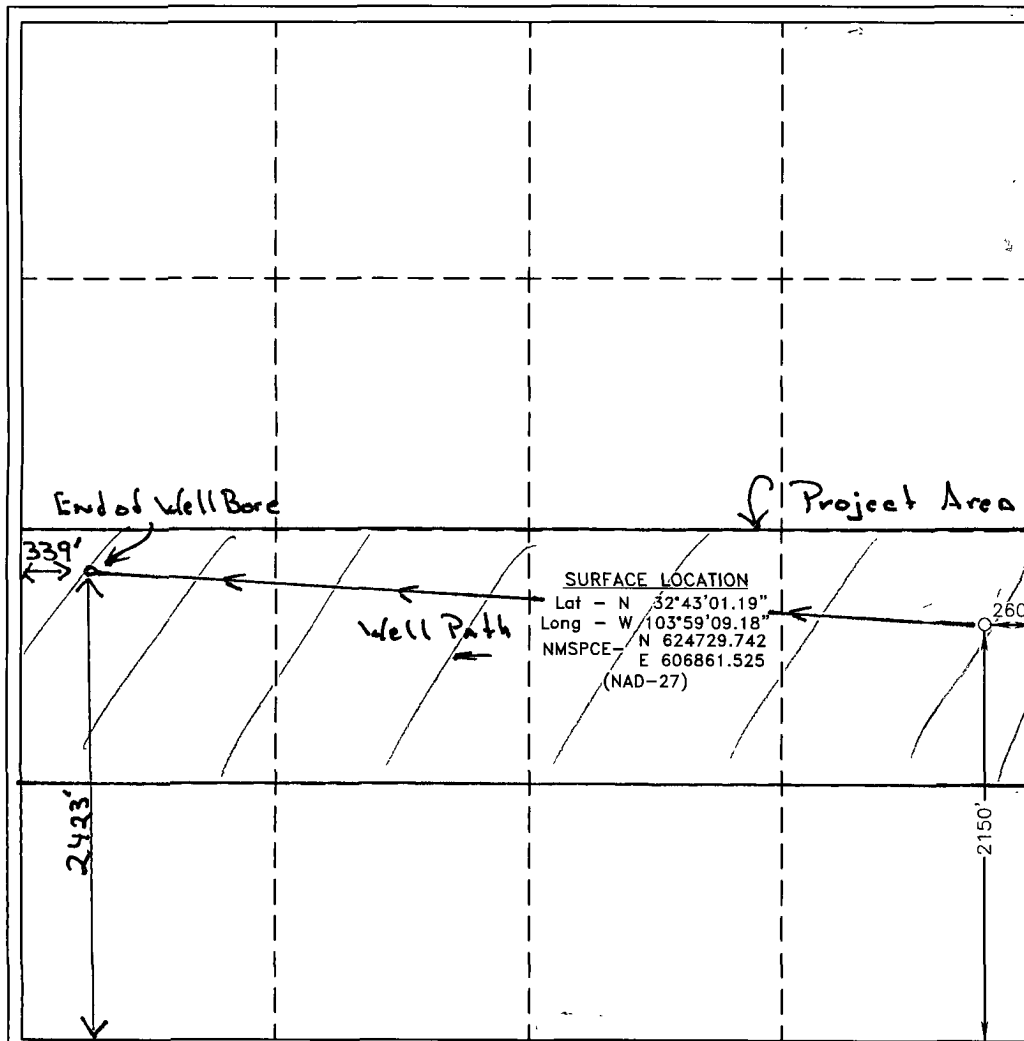 End of Well Bore
Project Area
339'
SURFACE LOCATION
Lat - N 32°43'01.19"
Long - W 103°59'09.18"
NMSPCE- N 624729.742
E 606861.525
(NAD-27)
Well Path
260
2423'
2150'